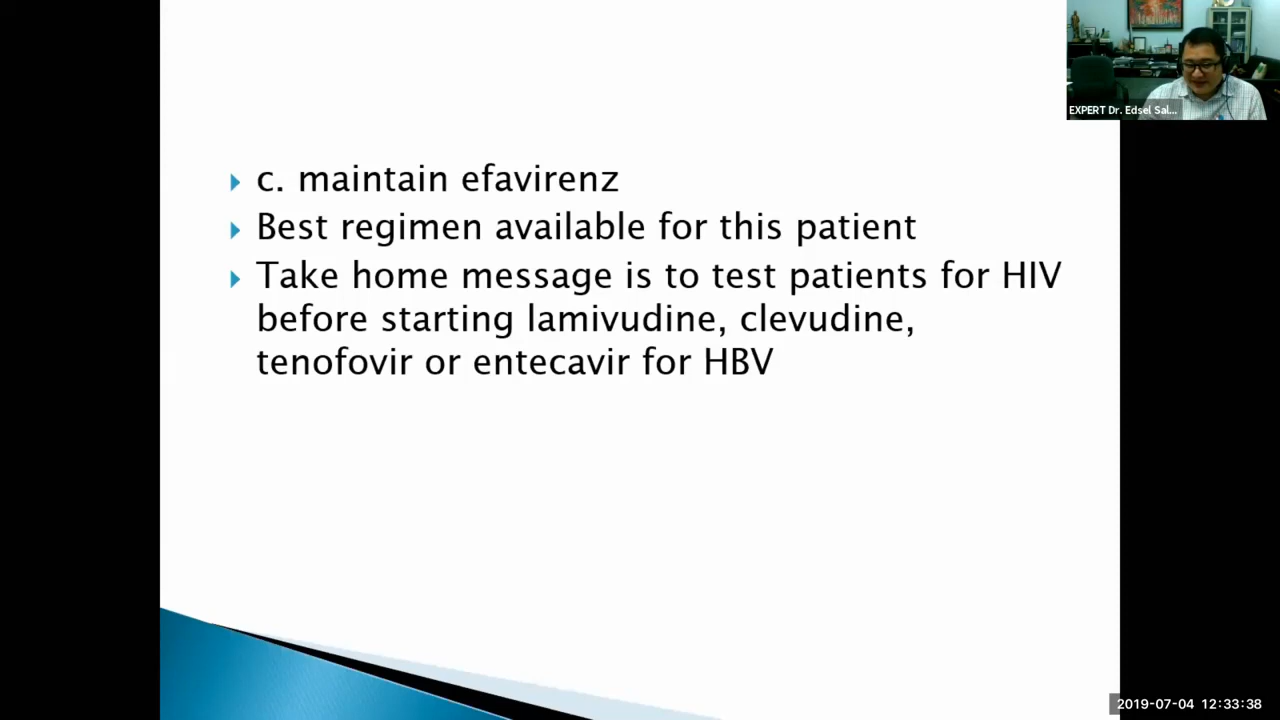 EXPERT Dr. Edsel Sal...
c. maintain efavirenz
Best regimen available for this patient
Take home message is to test patients for HIV
before starting lamivudine, clevudine,
tenofovir or entecavir for HBV
2019-07-04 12:33:38